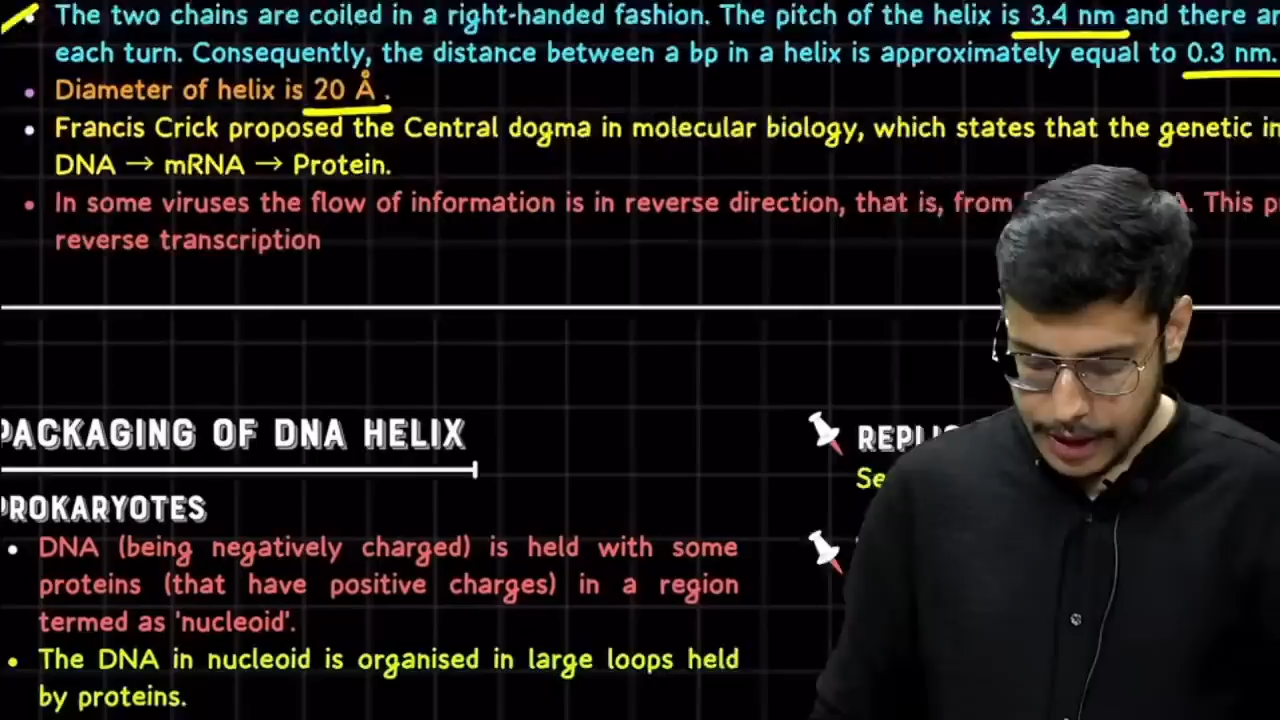 The two chains are coiled in a right-handed fashion. The pitch of the helix is 3.4 nm and there
each turn. Consequently, the distance between a bp in a helix is approximately equal to 0.3 nm.
Diameter of helix is 20 Å .
Francis Crick proposed the Central dogma in molecular biology, which states that the genetic
DNA → mRNA → Protein.
In some viruses the flow of information is in reverse direction, that is, from This
reverse transcription
PACKAGING OF DNA HELIX
PROKARYOTES
• DNA (being negatively charged) is held with some
proteins (that have positive charges) in a region
termed as 'nucleoid'.
• The DNA in nucleoid is organised in large loops held
by proteins.